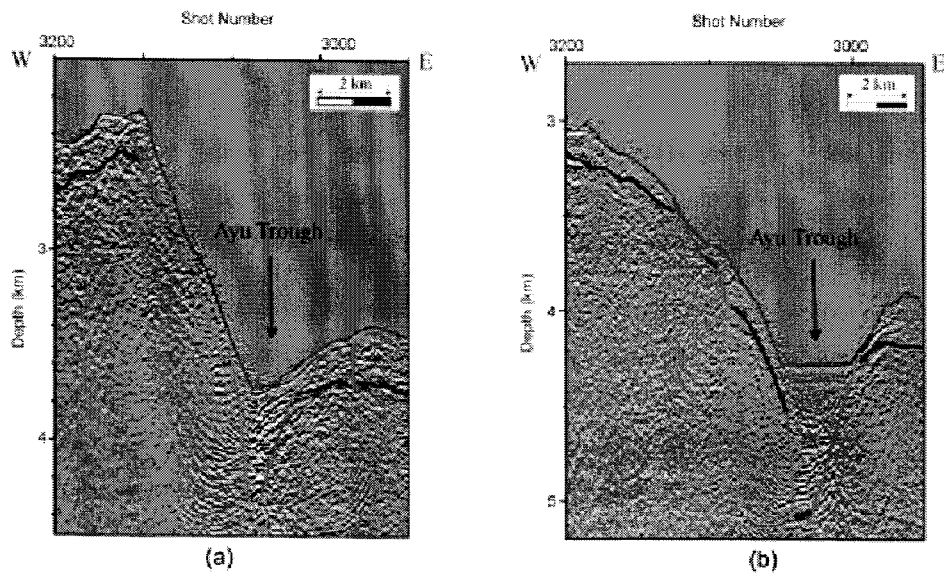 Shot Number
3200 3000
W E
2 km
Ayu Trough
3
Depth (km)
4
(a)
Shot Number
3200 3000
W E
2 km
3
Ayu Trough
4
Depth (km)
5
(b)